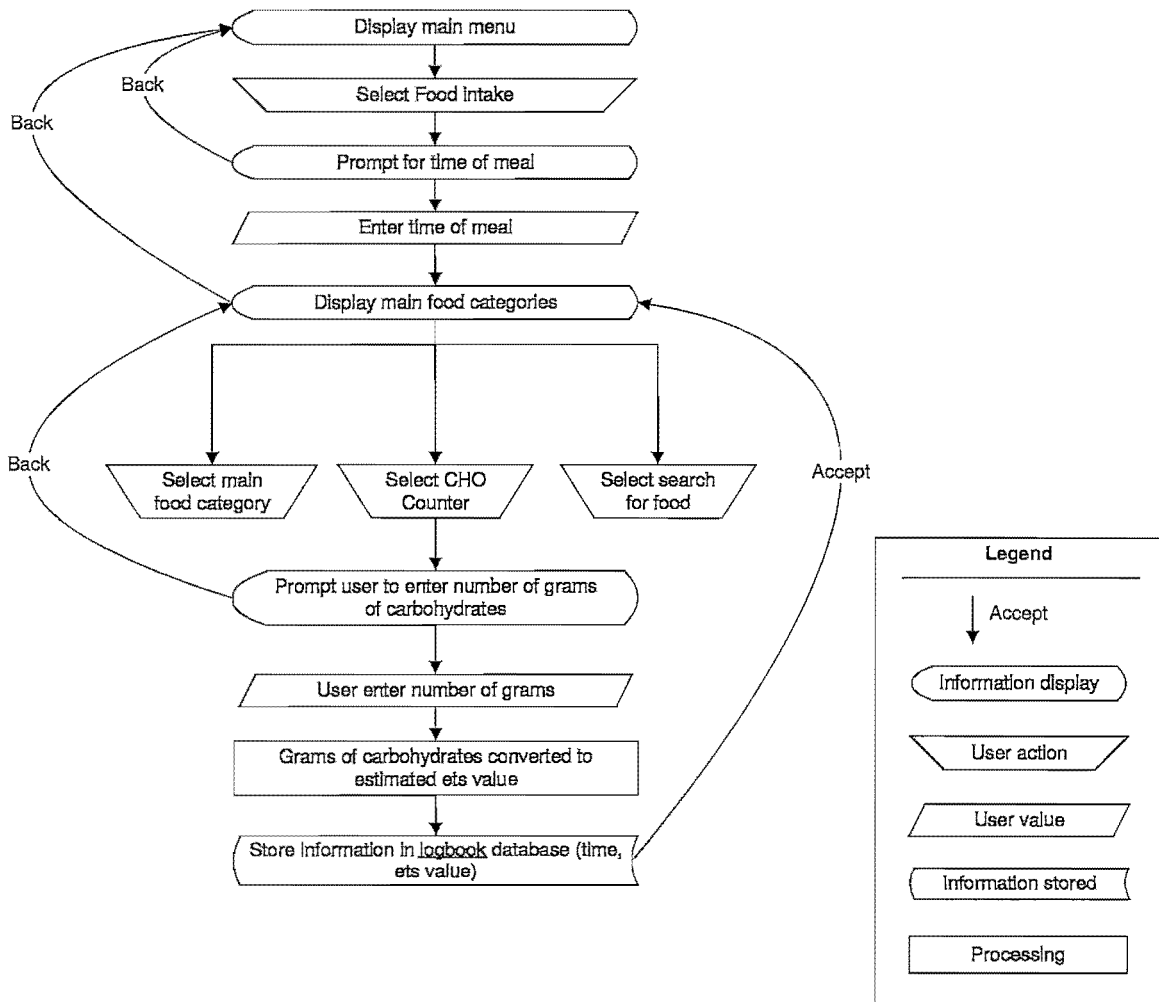 Display main menu
Back
Select Food intake
Back
Prompt for time of meal
Enter time of meal
Display main food categories
Back
Select main
food category
Select CHO
Counter
Select search
for food
Accept
Prompt user to enter number of grams
of carbohydrates
User enter number of grams
Grams of carbohydrates converted to
estimated ets value
Store information in logbook database (time,
ets value)
Legend
Accept
Information display
User action
User value
Information stored
Processing